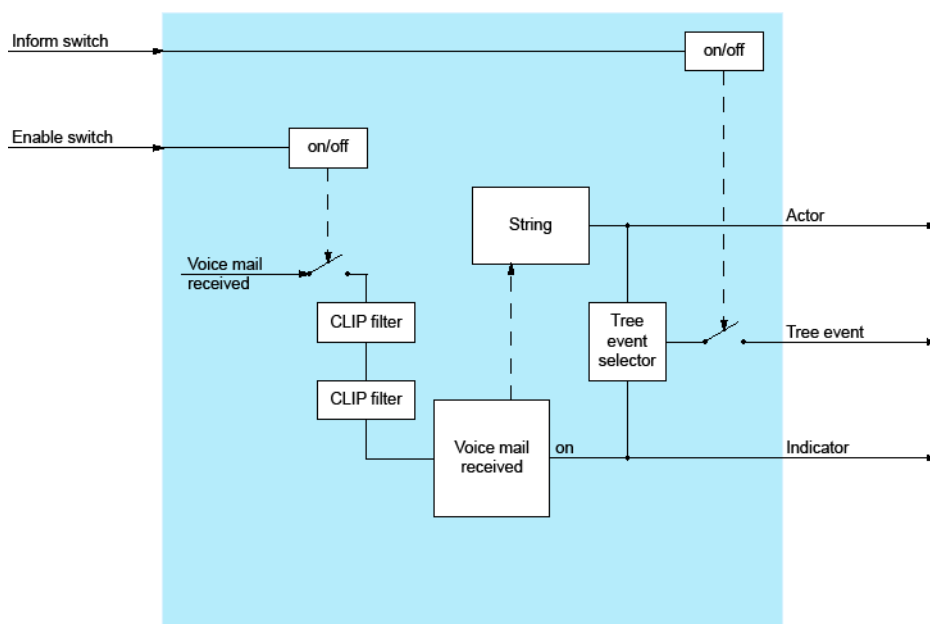 Inform switch
on/off
Enable switch
on/off
String
Actor
Voice mail
received
CLIP filter
Tree
event
selector
Tree event
CLIP filter
Voice mail
received
on
Indicator